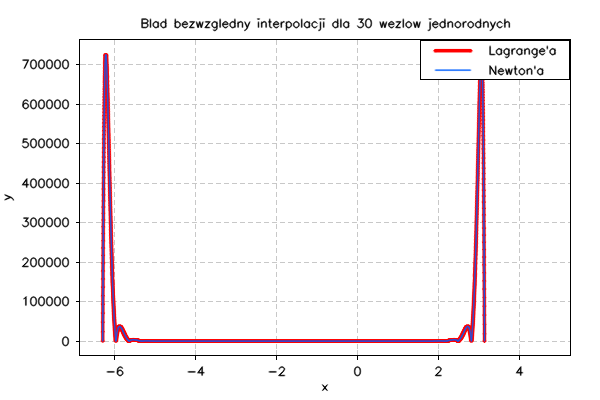 Blad bezwzgledny interpolacji dla 30 wezlow jednorodnych
Lagrange'a
Newton'a
700000
600000
500000
400000
300000
200000
100000
0
y
−6 −4 −2 0 2 4
x